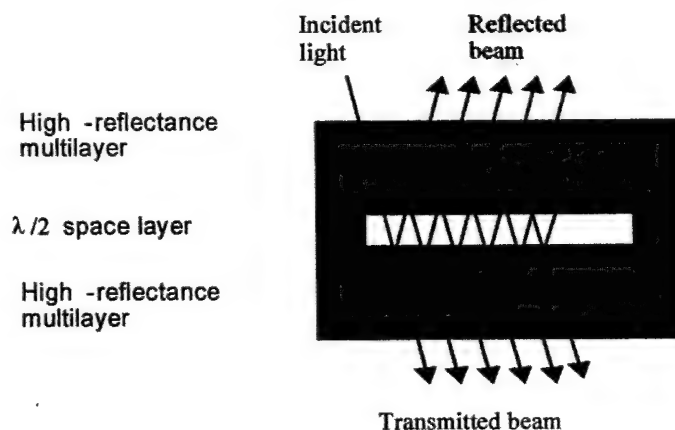 Incident
light
Reflected
beam
High -reflectance
multilayer
λ/2 space layer
High -reflectance
multilayer
Transmitted beam